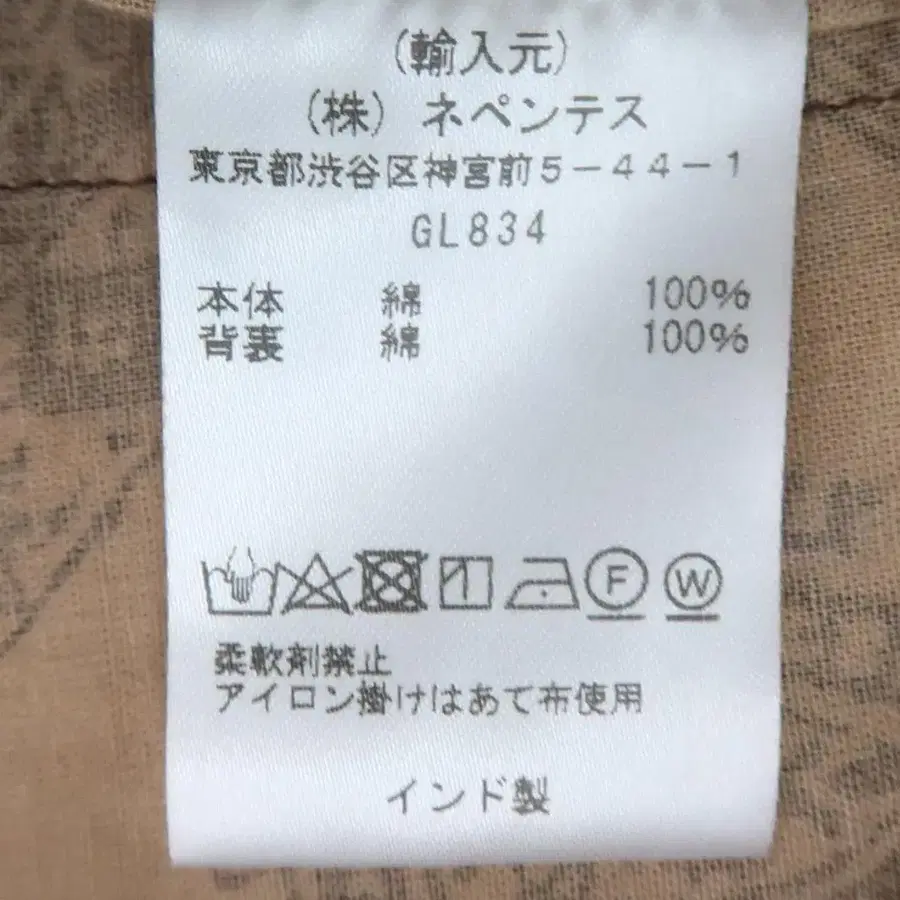 (輸入元)
(株) ネペンテス
東京都渋谷区神宮前5-44-1
GL834
本体 綿 100%
背裏 綿 100%
F W
柔軟剤禁止
アイロン掛けはあて布使用
インド製